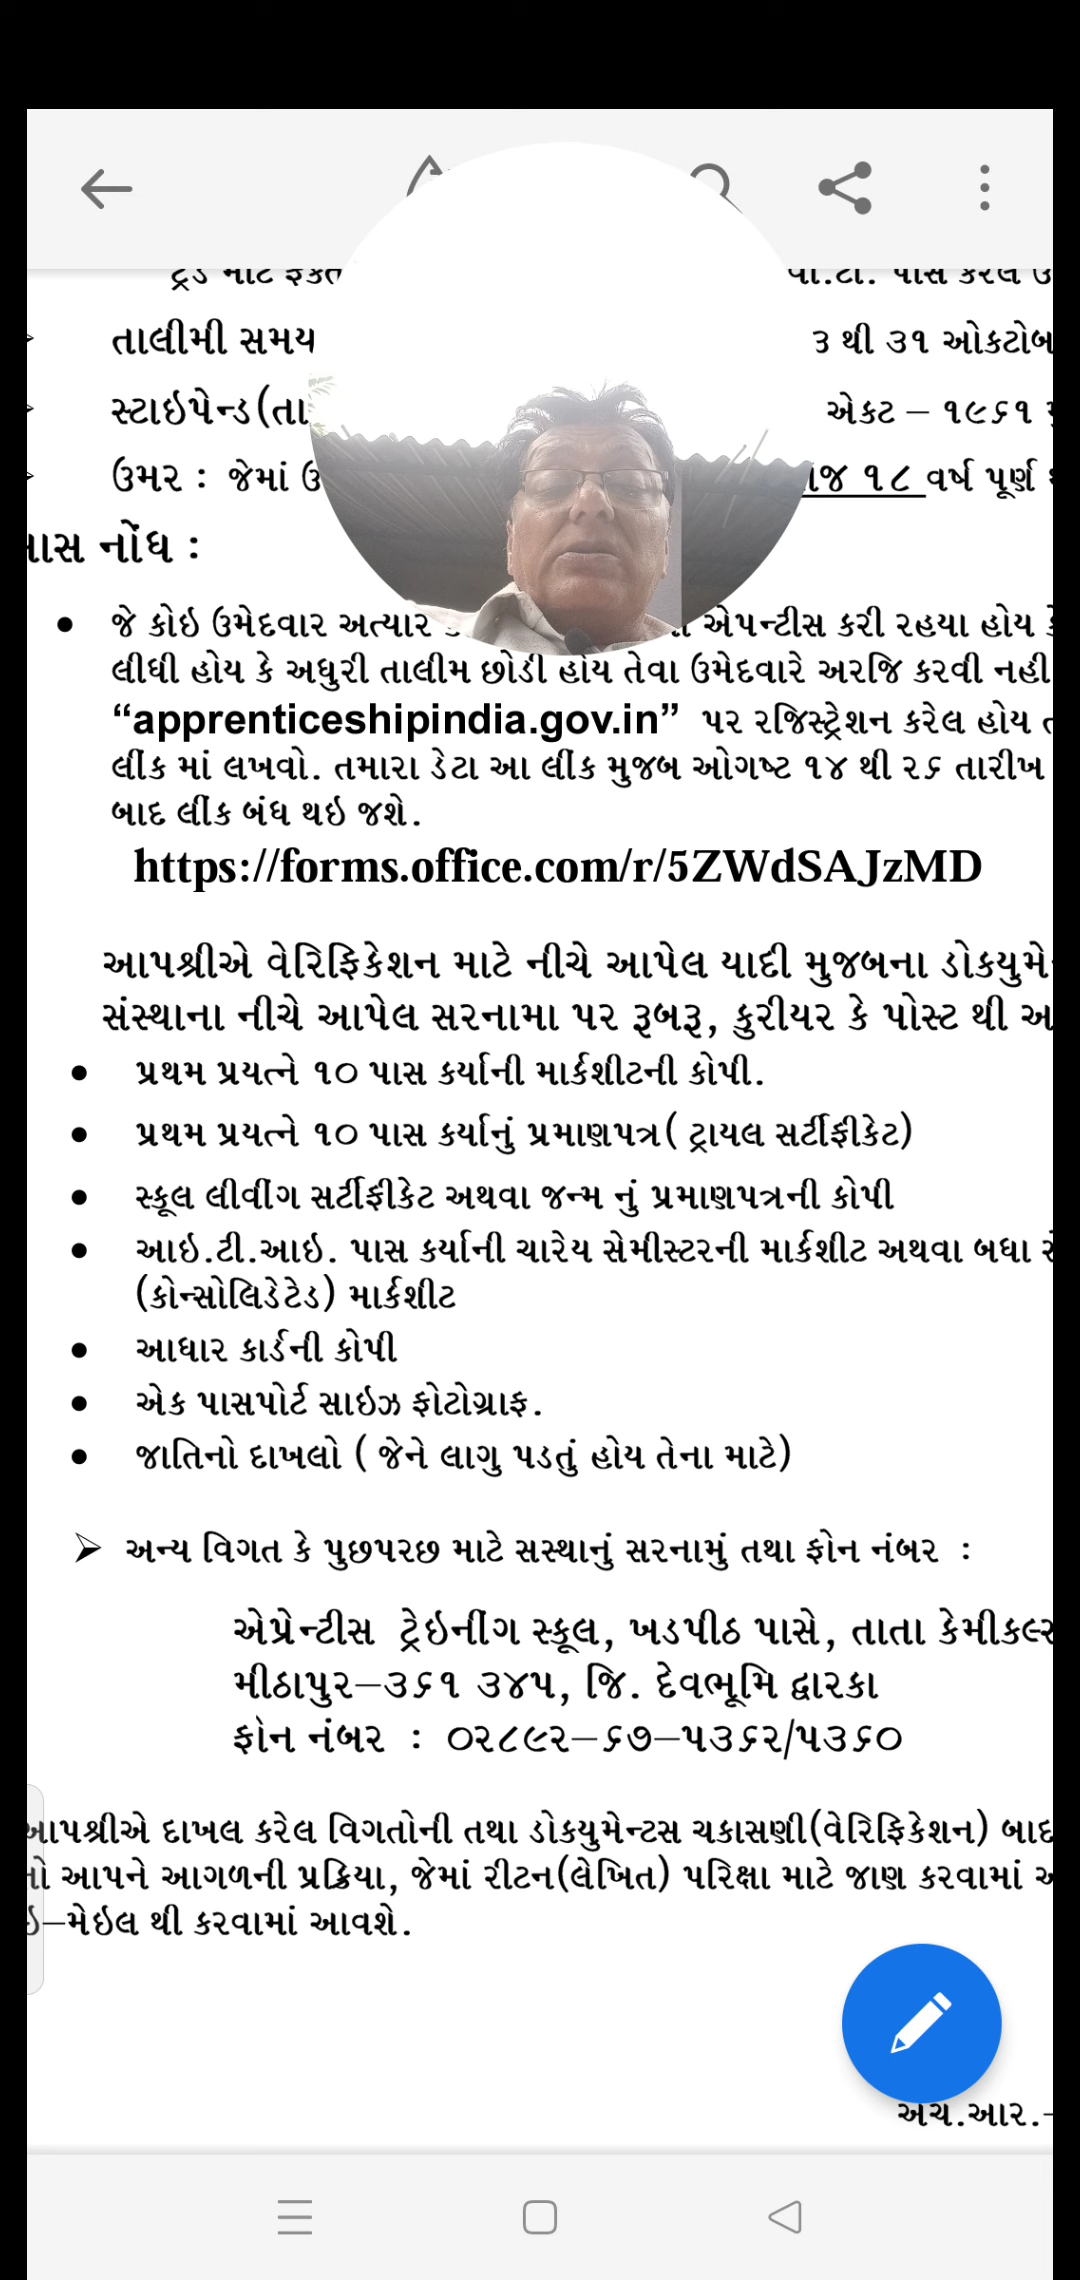 તાલીમી સમય ૩ થી ૩૧ ઓકટોબ
સ્ટાઇપેન્ડ(તા એકટ – ૧૯૬૧
ઉમર : જેમાં ૧૮ વર્ષ પૂર્ણ
નોંધ :
• જે કોઇ ઉમેદવાર અત્યાર એપન્ટીસ કરી રહયા હોય
લીધી હોય કે અધુરી તાલીમ છોડી હોય તેવા ઉમેદવારે અરજિ કરવી નહી
“apprenticeshipindia.gov.in” પર રજિસ્ટ્રેશન કરેલ હોય
લીંક માં લખવો. તમારા ડેટા આ લીંક મુજબ ઓગષ્ટ ૧૪ થી ૨૬ તારીખ
બાદ લીંક બંધ થઇ જશે.
https://forms.office.com/r/5ZWdSAJzMD
આપશ્રીએ વેરિફિકેશન માટે નીચે આપેલ યાદી મુજબના ડોકયુમે
સંસ્થાના નીચે આપેલ સરનામા પર રૂબરૂ, કુરીયર કે પોસ્ટ થી
• પ્રથમ પ્રયત્ને ૧૦ પાસ કર્યાની માર્કશીટની કોપી.
• પ્રથમ પ્રયત્ને ૧૦ પાસ કર્યાનું પ્રમાણપત્ર( ટ્રાયલ સર્ટીફીકેટ)
• સ્કૂલ લીવીંગ સર્ટીફીકેટ અથવા જન્મ નું પ્રમાણપત્રની કોપી
• આઇ.ટી.આઇ. પાસ કર્યાની ચારેય સેમીસ્ટરની માર્કશીટ અથવા બધા
(કોન્સોલિડેટેડ) માર્કશીટ
• આધાર કાર્ડની કોપી
• એક પાસપોર્ટ સાઇઝ ફોટોગ્રાફ.
• જાતિનો દાખલો ( જેને લાગુ પડતું હોય તેના માટે)
➢ અન્ય વિગત કે પુછપરછ માટે સસ્થાનું સરનામું તથા ફોન નંબર :
એપ્રેન્ટીસ ટ્રેઇનીંગ સ્કૂલ, ખડપીઠ પાસે, તાતા કેમીકલ્સ
મીઠાપુર–૩૬૧ ૩૪૫, જિ. દેવભૂમિ દ્વારકા
ફોન નંબર : ૦૨૮૯૨–૬૭–૫૩૬૨/૫૩૬૦
આપશ્રીએ દાખલ કરેલ વિગતોની તથા ડોકયુમેન્ટસ ચકાસણી(વેરિફિકેશન) બાદ
તો આપને આગળની પ્રક્રિયા, જેમાં રીટન(લેખિત) પરિક્ષા માટે જાણ કરવામાં
ઇ–મેઇલ થી કરવામાં આવશે.
એચ.આર.